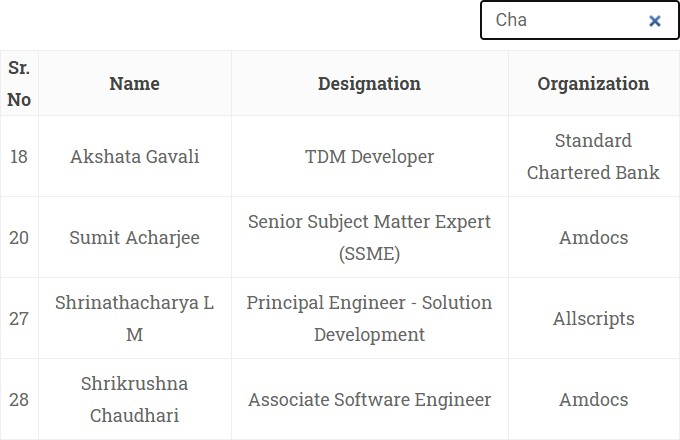 Cha
Sr. No
Name
Designation
Organization
18
Akshata Gavali
TDM Developer
Standard
Chartered Bank
20
Sumit Acharjee
Senior Subject Matter Expert
(SSME)
Amdocs
27
Shrinathacharya L
M
Principal Engineer - Solution
Development
Allscripts
28
Shrikrushna
Chaudhari
Associate Software Engineer
Amdocs